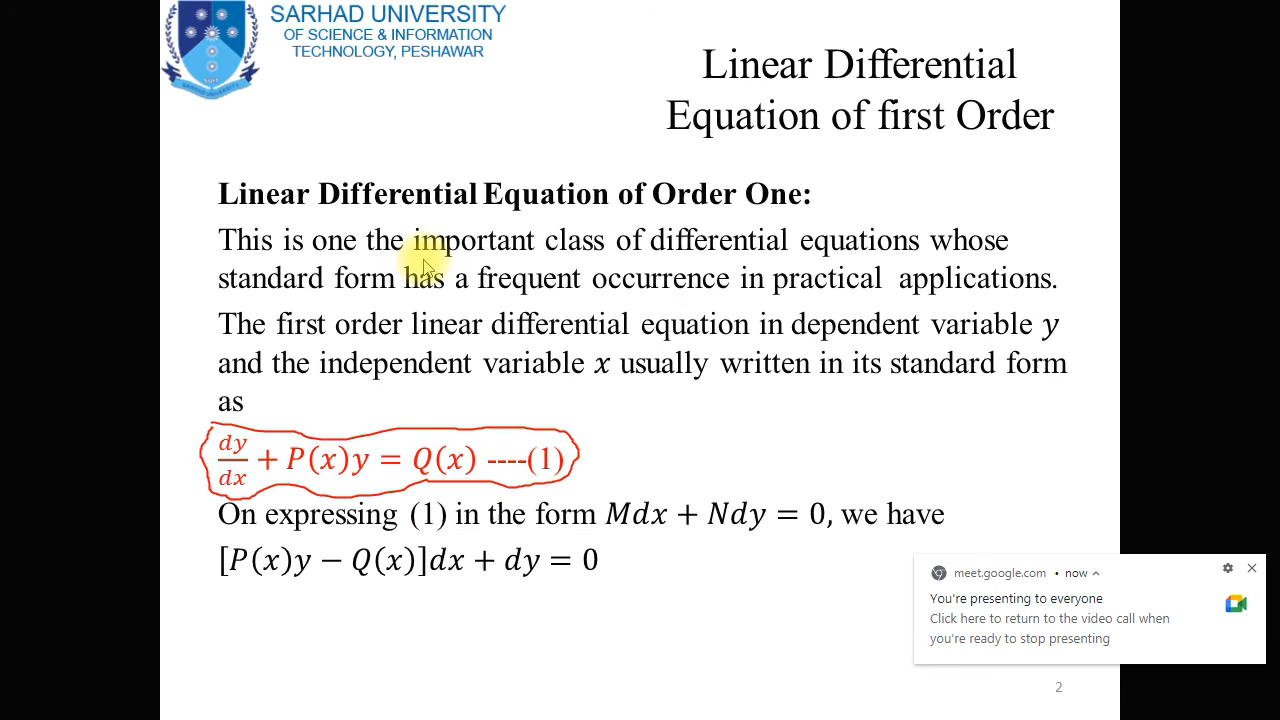 SARHAD UNIVERSITY
OF SCIENCE & INFORMATION
TECHNOLOGY, PESHAWAR
Linear Differential
Equation of first Order
Linear Differential Equation of Order One:
This is one the important class of differential equations whose
standard form has a frequent occurrence in practical applications.
The first order linear differential equation in dependent variable y
and the independent variable x usually written in its standard form
as
dy/dx + P(x)y = Q(x) ----(1)
On expressing (1) in the form Mdx + Ndy = 0, we have
[P(x)y − Q(x)]dx + dy = 0
meet.google.com • now
You're presenting to everyone
Click here to return to the video call when
you're ready to stop presenting
2